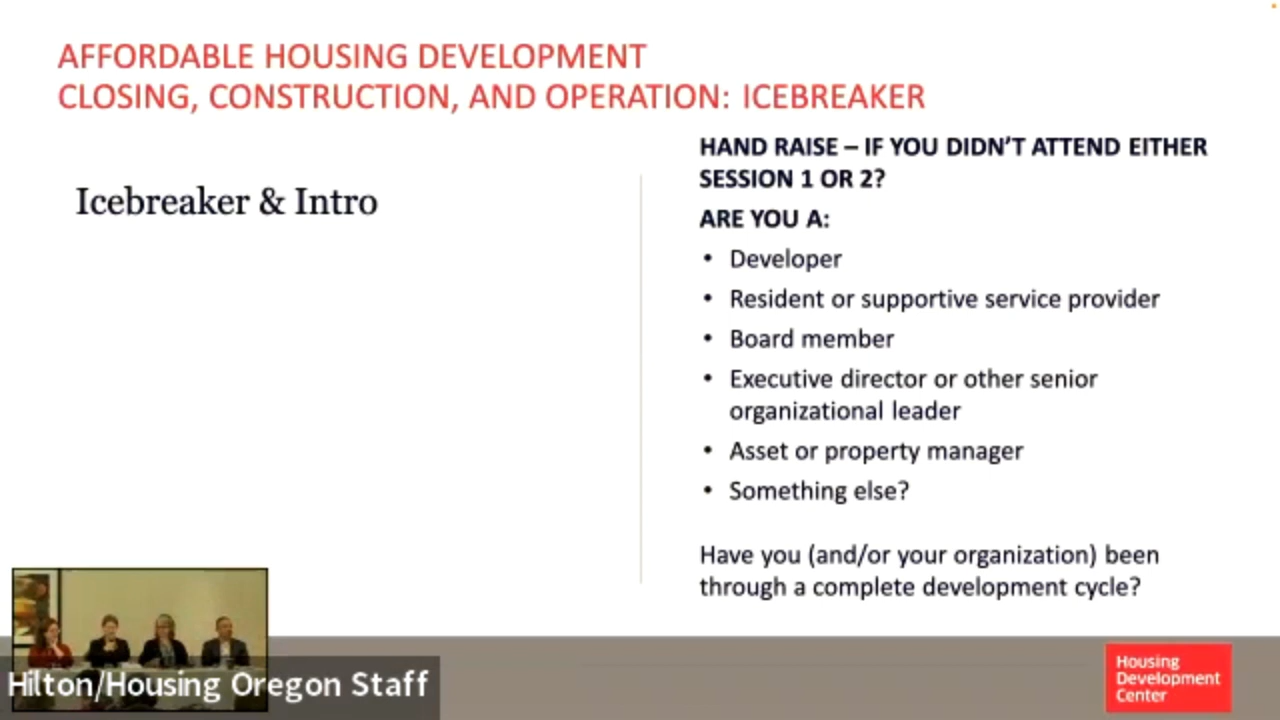 AFFORDABLE HOUSING DEVELOPMENT
CLOSING, CONSTRUCTION, AND OPERATION: ICEBREAKER
Icebreaker & Intro
HAND RAISE – IF YOU DIDN’T ATTEND EITHER
SESSION 1 OR 2?
ARE YOU A:
• Developer
• Resident or supportive service provider
• Board member
• Executive director or other senior
organizational leader
• Asset or property manager
• Something else?
Have you (and/or your organization) been
through a complete development cycle?
Hilton/Housing Oregon Staff
Housing
Development
Center